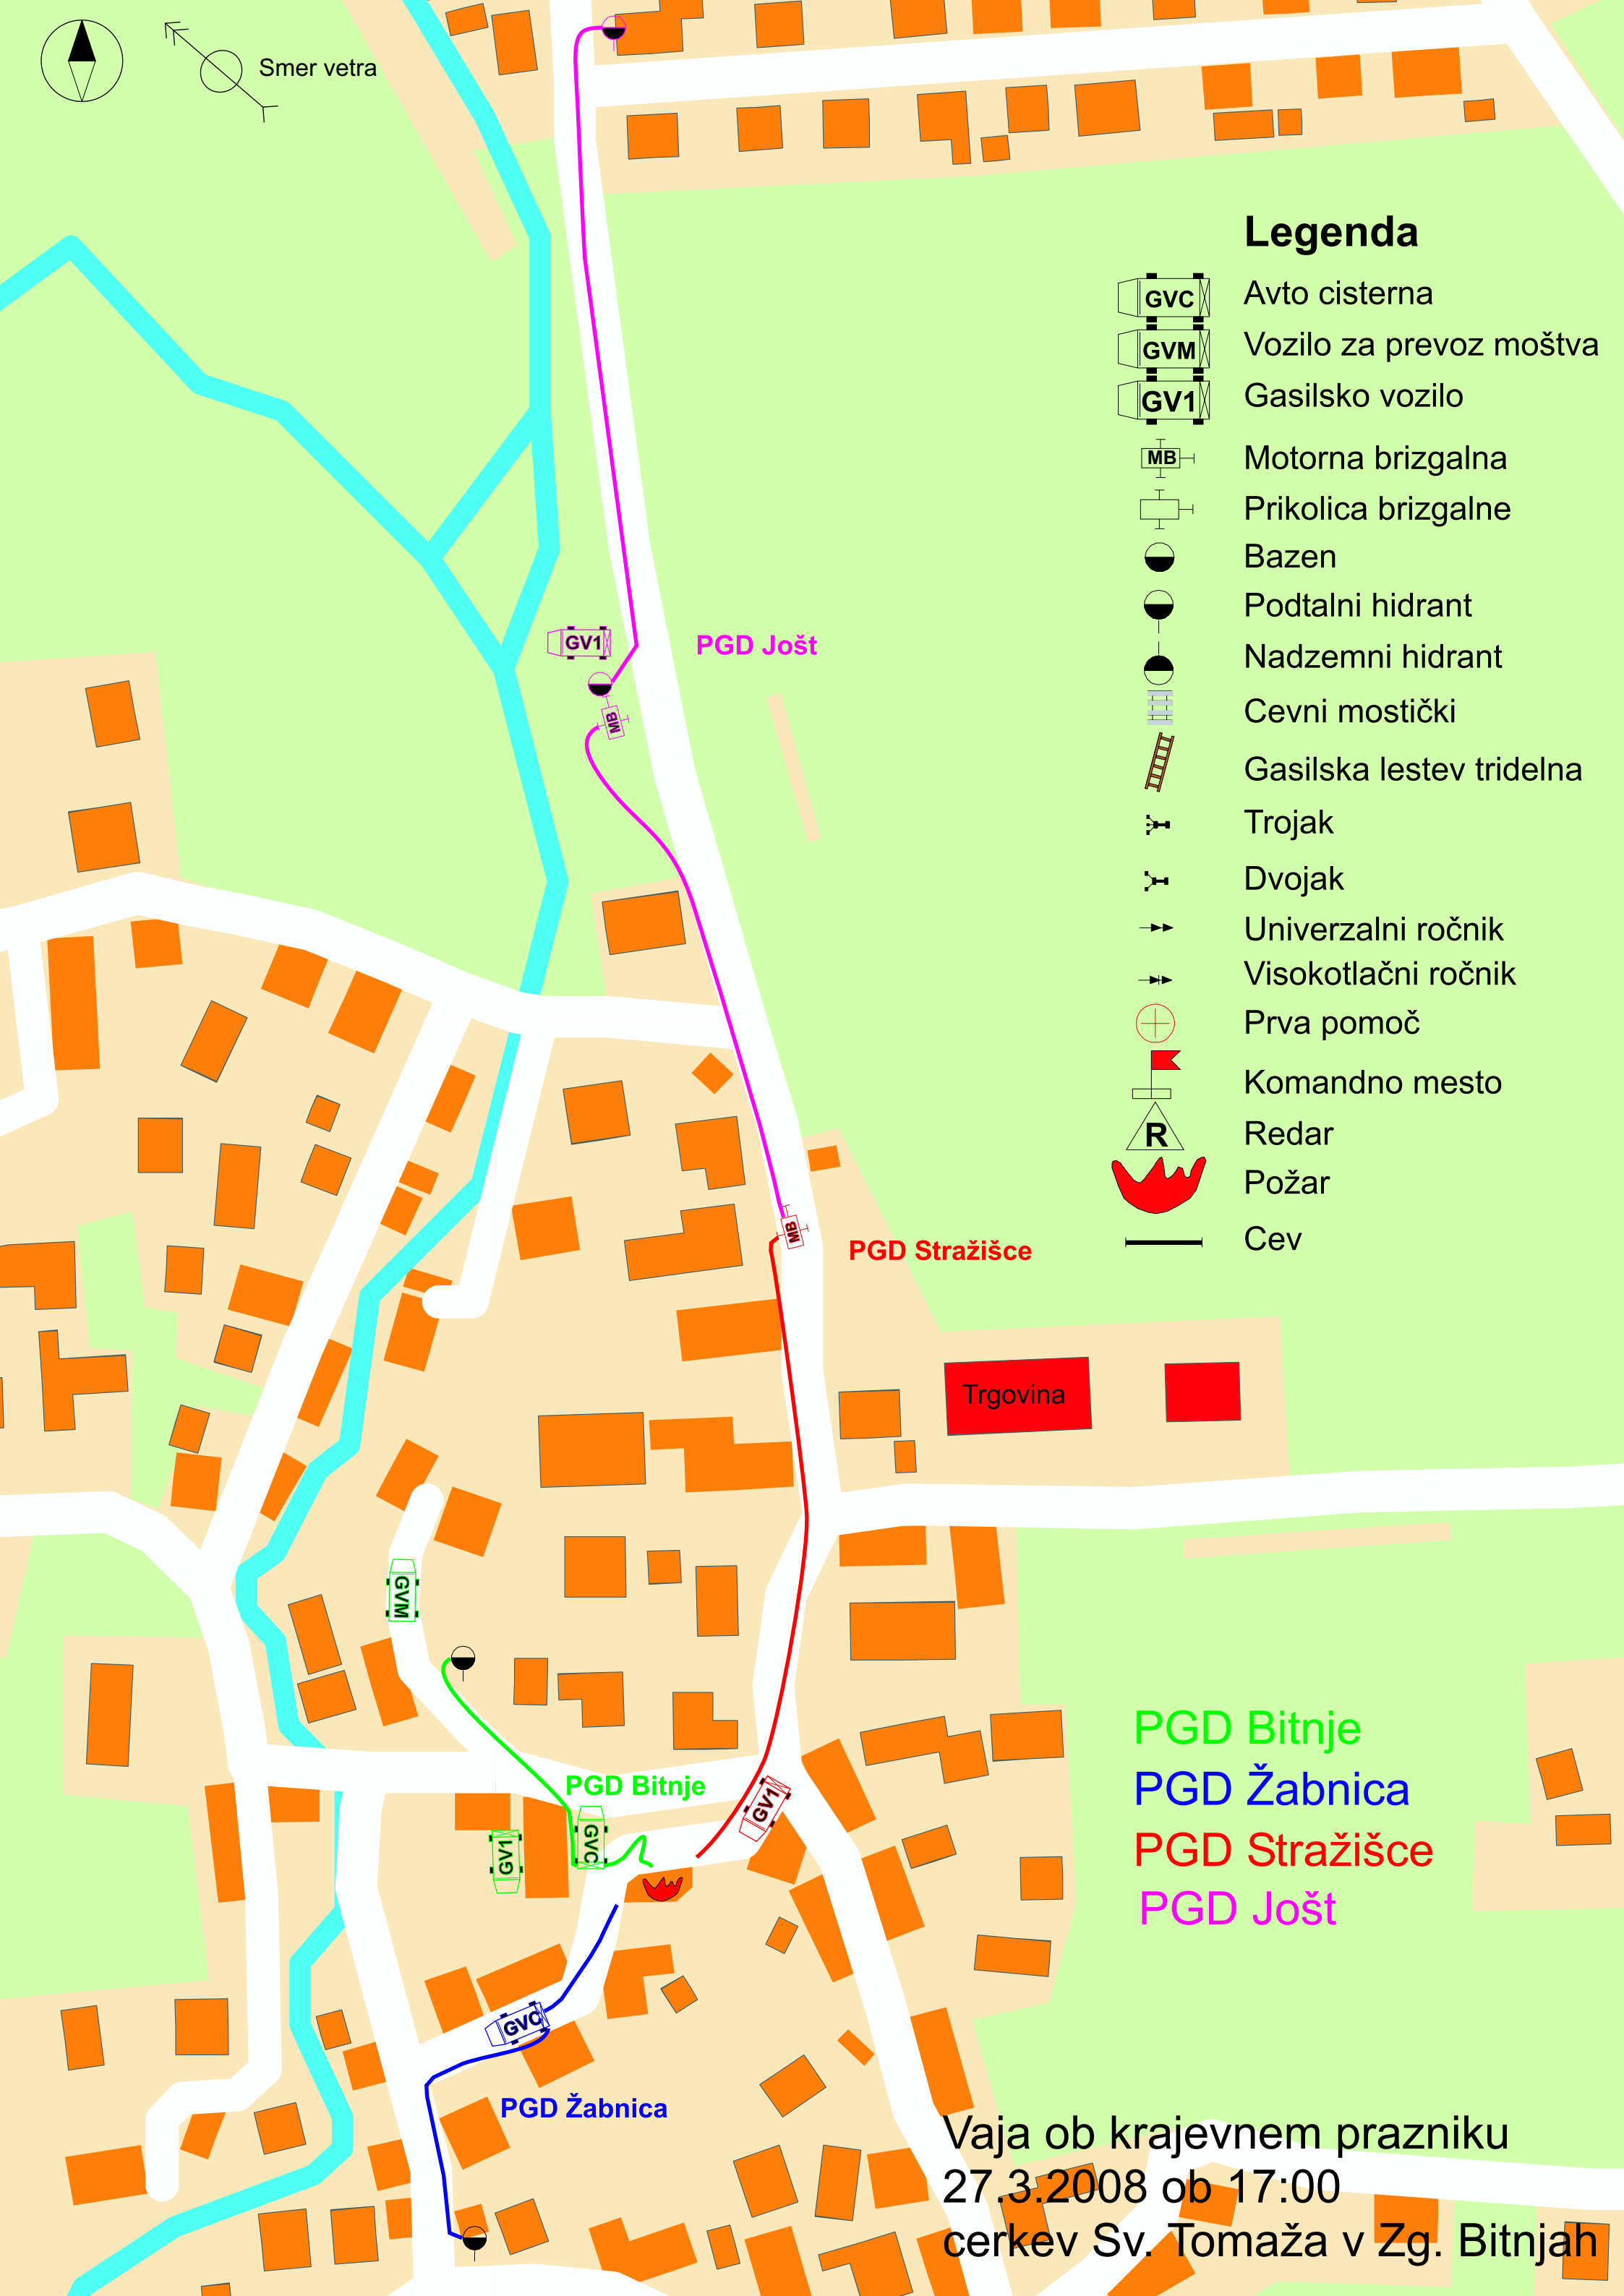 Smer vetra
Legenda
GVC Avto cisterna
GVM Vozilo za prevoz moštva
GV1 Gasilsko vozilo
MB Motorna brizgalna
Prikolica brizgalne
Bazen
Podtalni hidrant
Nadzemni hidrant
Cevni mostički
Gasilska lestev tridelna
Trojak
Dvojak
Univerzalni ročnik
Visokotlačni ročnik
Prva pomoč
Komandno mesto
R Redar
Požar
Cev
GV1
PGD Jošt
MB
MB
PGD Stražišce
Trgovina
GVM
PGD Bitnje
GV1
GVC
GV1
GVC
PGD Žabnica
PGD Bitnje
PGD Žabnica
PGD Stražišce
PGD Jošt
Vaja ob krajevnem prazniku
27.3.2008 ob 17:00
cerkev Sv. Tomaža v Zg. Bitnjah